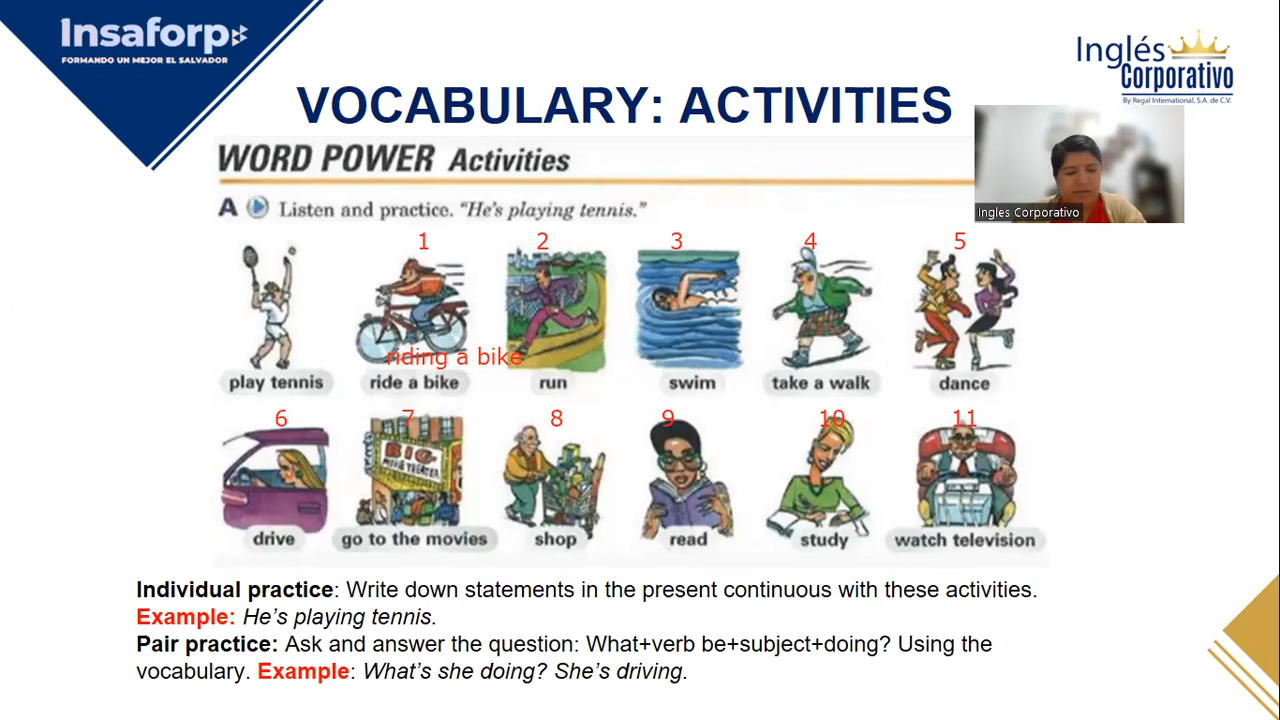 Insaforp
FORMANDO UN MEJOR EL SALVADOR
Inglés
Corporativo
By Regal International, S.A. de C.V.
VOCABULARY: ACTIVITIES
WORD POWER Activities
A Listen and practice. "He's playing tennis."
Ingles Corporativo
1 2 3 4 5
riding a bike
play tennis ride a bike run swim take a walk dance
6 7 8 9 10 11
BIG
MOVIE THEATER
drive go to the movies shop read study watch television
Individual practice: Write down statements in the present continuous with these activities.
Example: He's playing tennis.
Pair practice: Ask and answer the question: What+verb be+subject+doing? Using the
vocabulary. Example: What's she doing? She's driving.